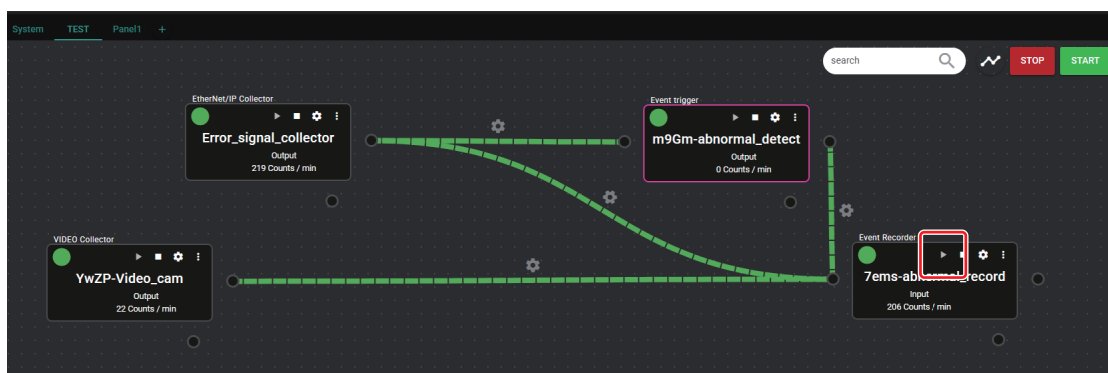 System TEST Panel1 +
search STOP START
EtherNet/IP Collector
Error_signal_collector
Output
219 Counts / min
Event trigger
m9Gm-abnormal_detect
Output
0 Counts / min
VIDEO Collector
YwZP-Video_cam
Output
22 Counts / min
Event Recorder
7ems-abnormal_record
Input
206 Counts / min